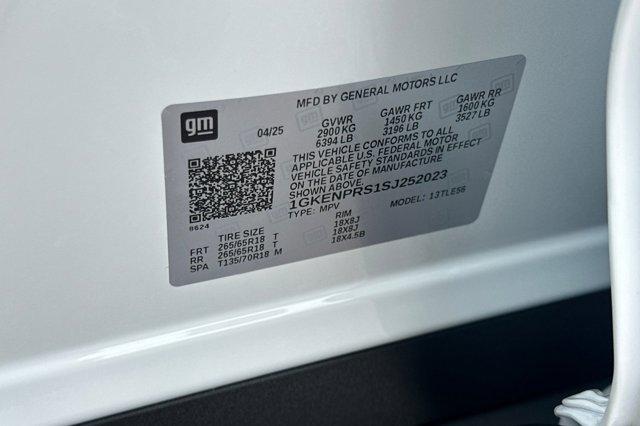 MFD BY GENERAL MOTORS LLC
gm
04/25
GVWR GAWR FRT GAWR RR
2900 KG 1450 KG 1600 KG
6394 LB 3196 LB 3527 LB
THIS VEHICLE CONFORMS TO ALL
APPLICABLE U.S. FEDERAL MOTOR
VEHICLE SAFETY STANDARDS IN EFFECT
ON THE DATE OF MANUFACTURE
SHOWN ABOVE.
1GKENPRS1SJ252023
TYPE: MPV MODEL: 13TLE56
8624
TIRE SIZE RIM
FRT 265/65R18 T 18X8J
RR 265/65R18 T 18X8J
SPA T135/70R18 M 18X4.5B